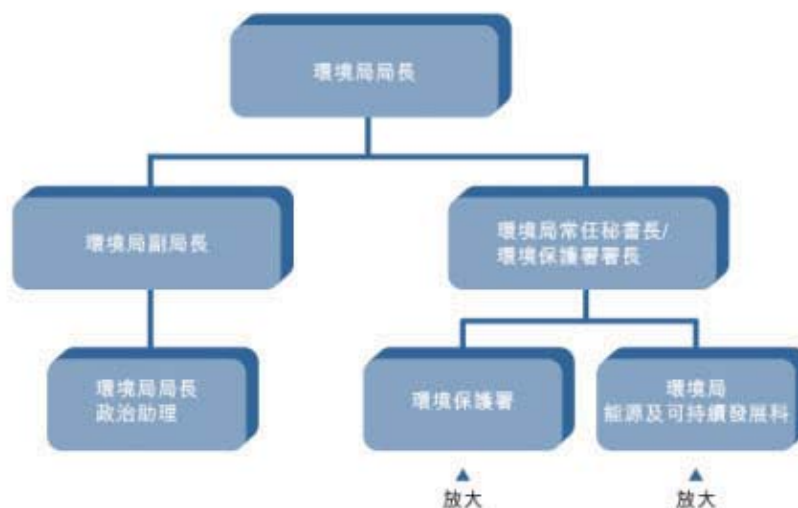 環境局局長
環境局副局長
環境局常任秘書長/
環境保護署署長
環境局局長
政治助理
環境保護署
環境局
能源及可持續發展科
放大
放大